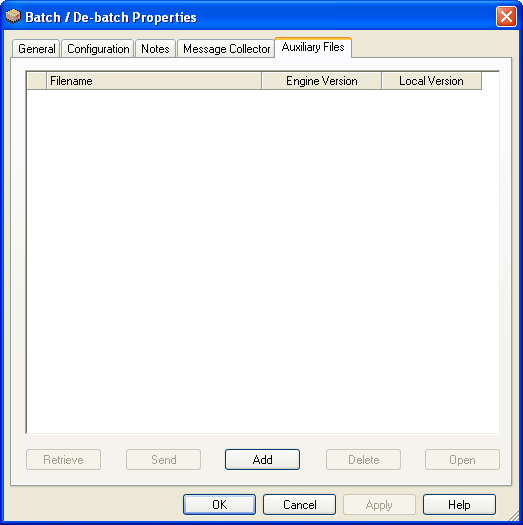 Batch / De-batch Properties
General Configuration Notes Message Collector Auxiliary Files
Filename Engine Version Local Version
Retrieve Send Add Delete Open
OK Cancel Apply Help